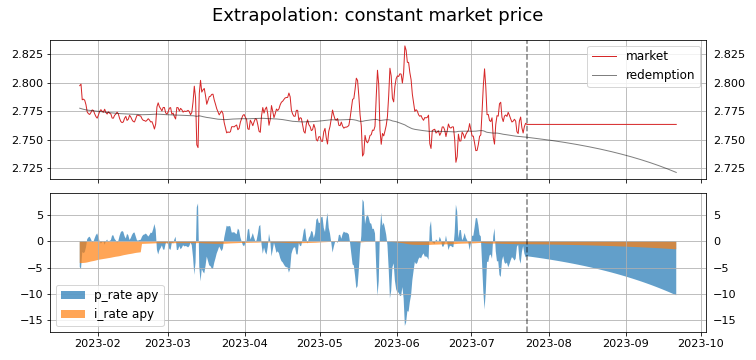 Extrapolation: constant market price
2.825 2.825
2.800 2.800
2.775 2.775
2.750 2.750
2.725 2.725
market
redemption
5 5
0 0
−5 −5
−10 −10
−15 −15
p_rate apy
i_rate apy
2023-02 2023-03 2023-04 2023-05 2023-06 2023-07 2023-08 2023-09 2023-10